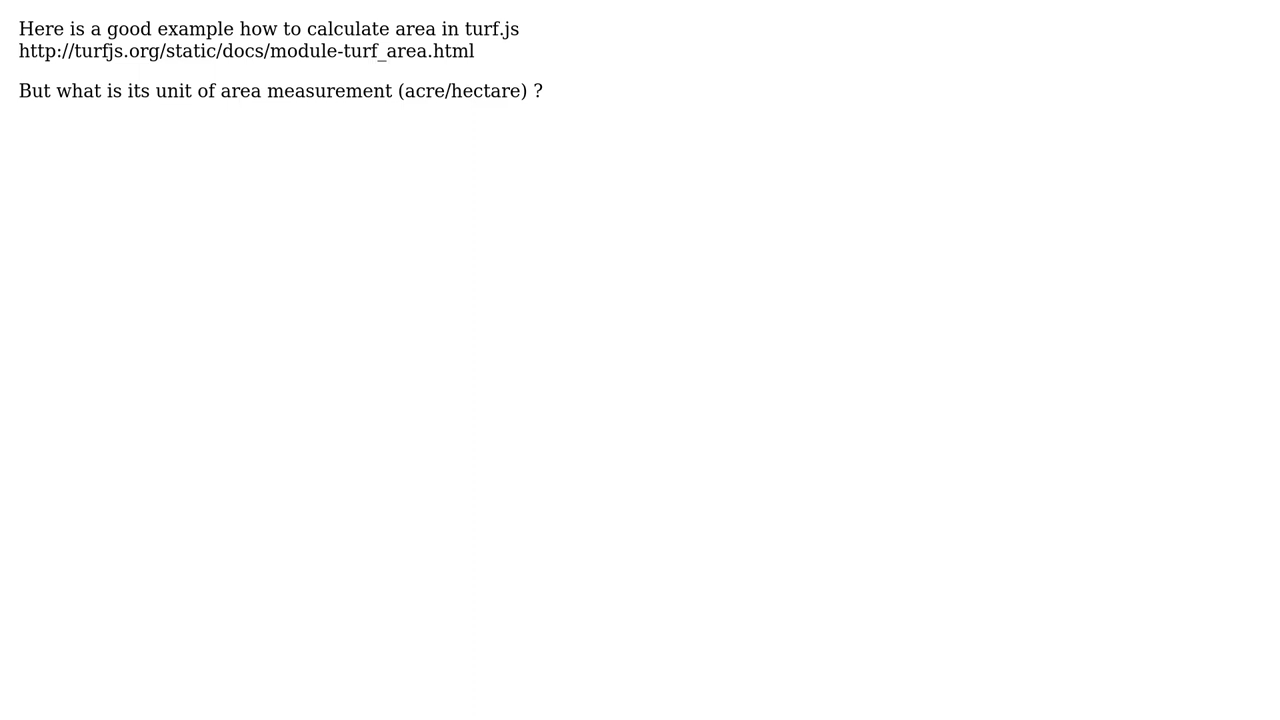 Here is a good example how to calculate area in turf.js
http://turfjs.org/static/docs/module-turf_area.html
But what is its unit of area measurement (acre/hectare) ?